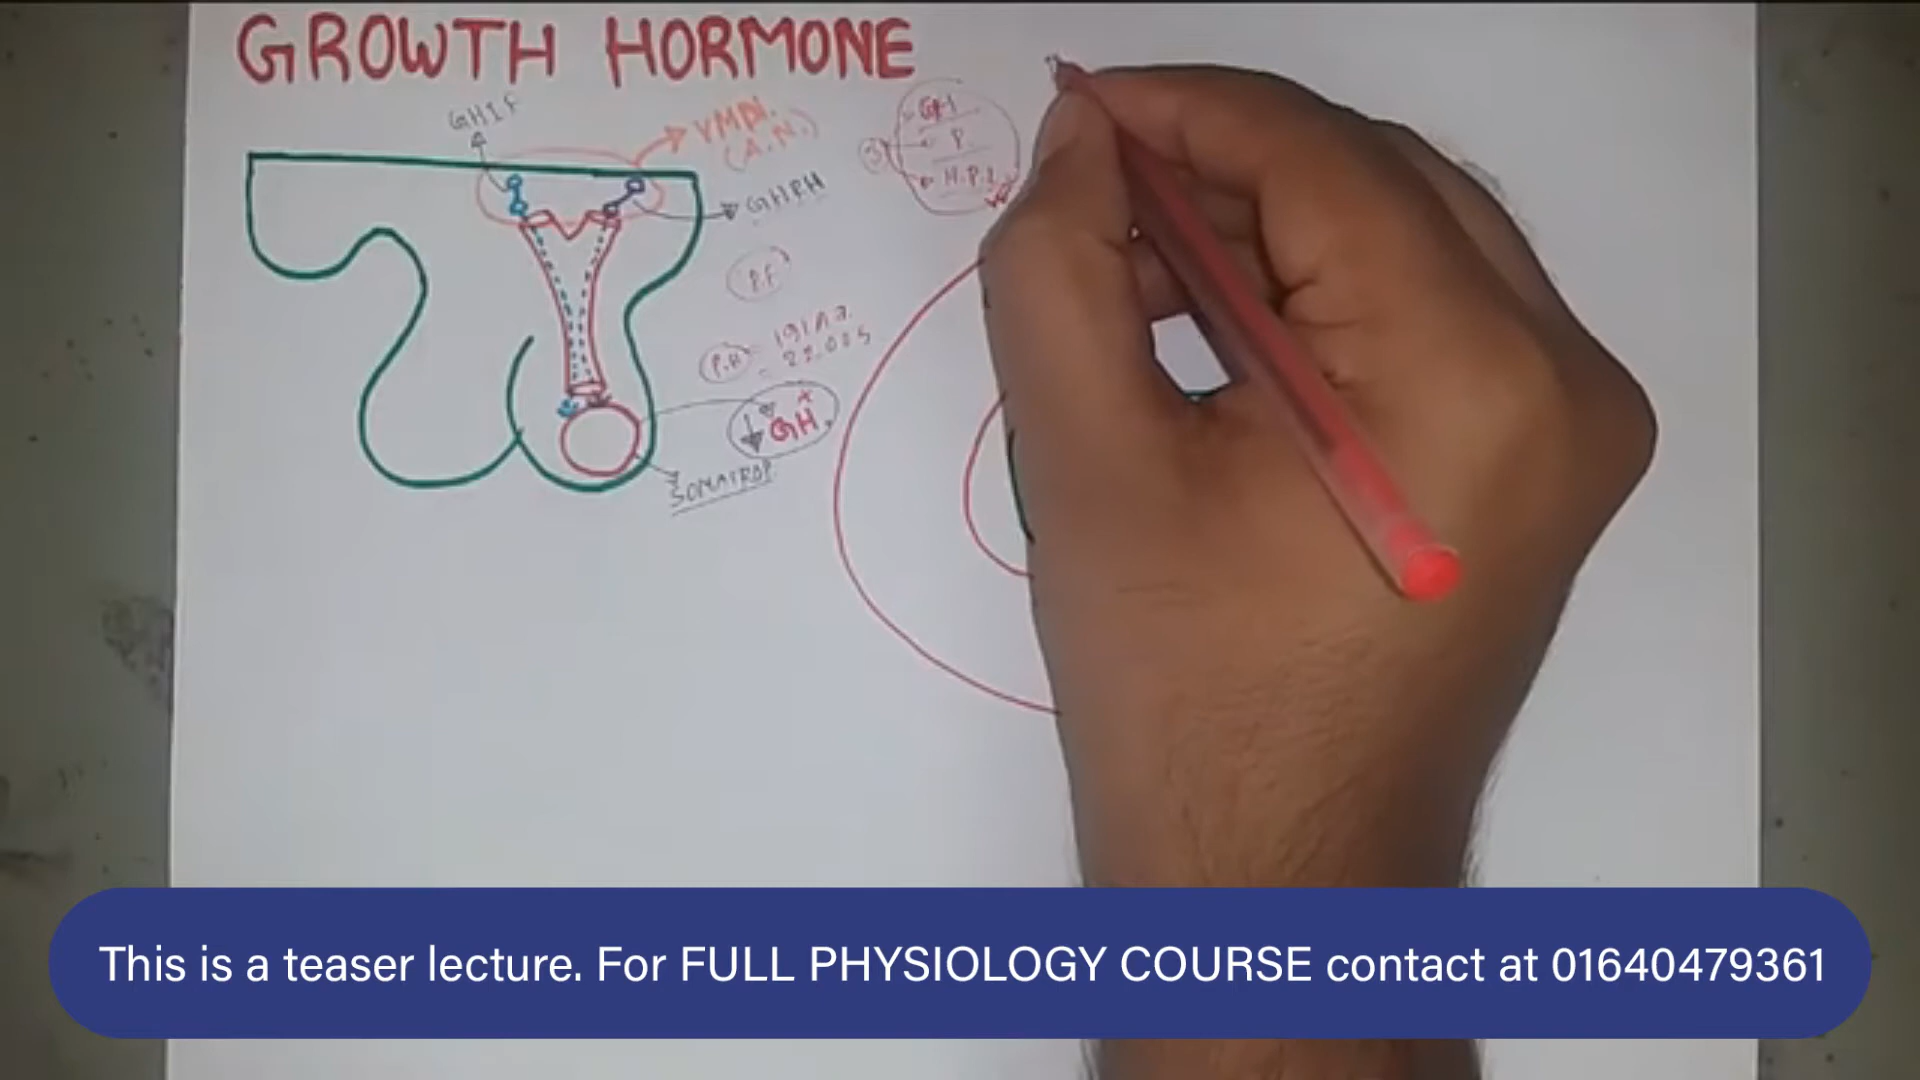 GROWTH HORMONE
GHIF
VMN.
(A.N.)
GHRH
P.F
P.H = 191 A.A.
= 22,005
GH
SOMATROP.
3
GH
P.
H.P.L
This is a teaser lecture. For FULL PHYSIOLOGY COURSE contact at 01640479361